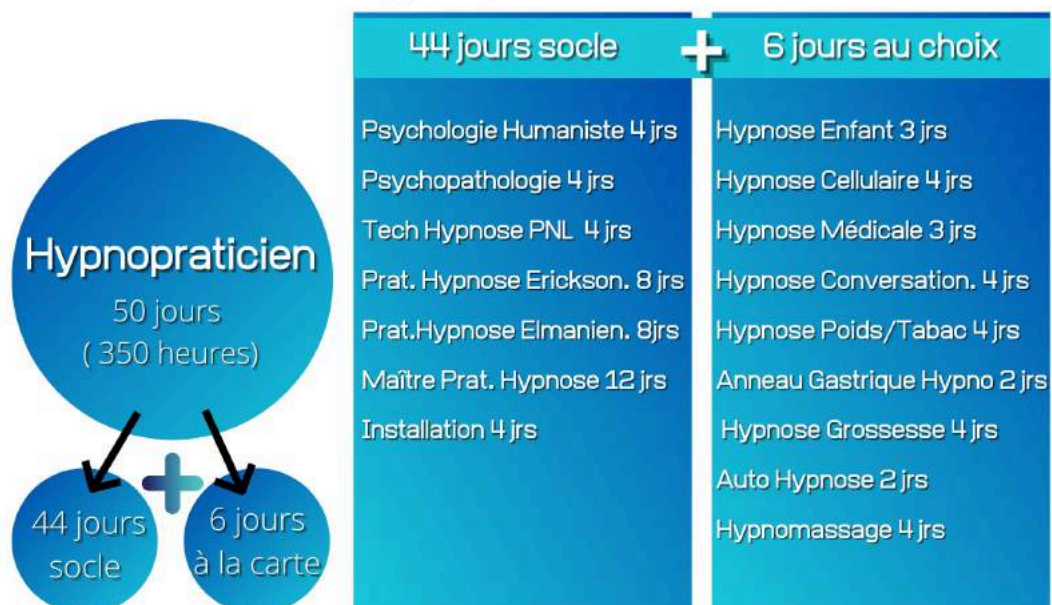 Hypnopraticien
50 jours
( 350 heures)
44 jours
socle
6 jours
à la carte
44 jours socle + 6 jours au choix
Psychologie Humaniste 4 jrs
Psychopathologie 4 jrs
Tech Hypnose PNL 4 jrs
Prat. Hypnose Erickson. 8 jrs
Prat.Hypnose Elmanien. 8jrs
Maître Prat. Hypnose 12 jrs
Installation 4 jrs
Hypnose Enfant 3 jrs
Hypnose Cellulaire 4 jrs
Hypnose Médicale 3 jrs
Hypnose Conversation. 4 jrs
Hypnose Poids/Tabac 4 jrs
Anneau Gastrique Hypno 2 jrs
Hypnose Grossesse 4 jrs
Auto Hypnose 2 jrs
Hypnomassage 4 jrs